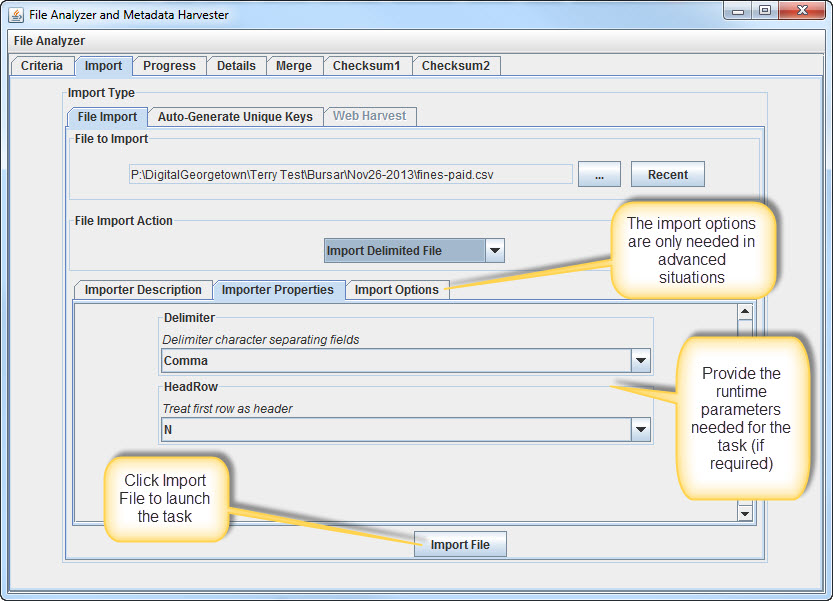 File Analyzer and Metadata Harvester
File Analyzer
Criteria Import Progress Details Merge Checksum1 Checksum2
Import Type
File Import Auto-Generate Unique Keys Web Harvest
File to Import
P:\DigitalGeorgetown\Terry Test\Bursar\Nov26-2013\fines-paid.csv ... Recent
File Import Action
Import Delimited File
The import options
are only needed in
advanced
situations
Importer Description Importer Properties Import Options
Delimiter
Delimiter character separating fields
Comma
HeadRow
Treat first row as header
N
Provide the
runtime
parameters
needed for the
task (if
required)
Click Import
File to launch
the task
Import File